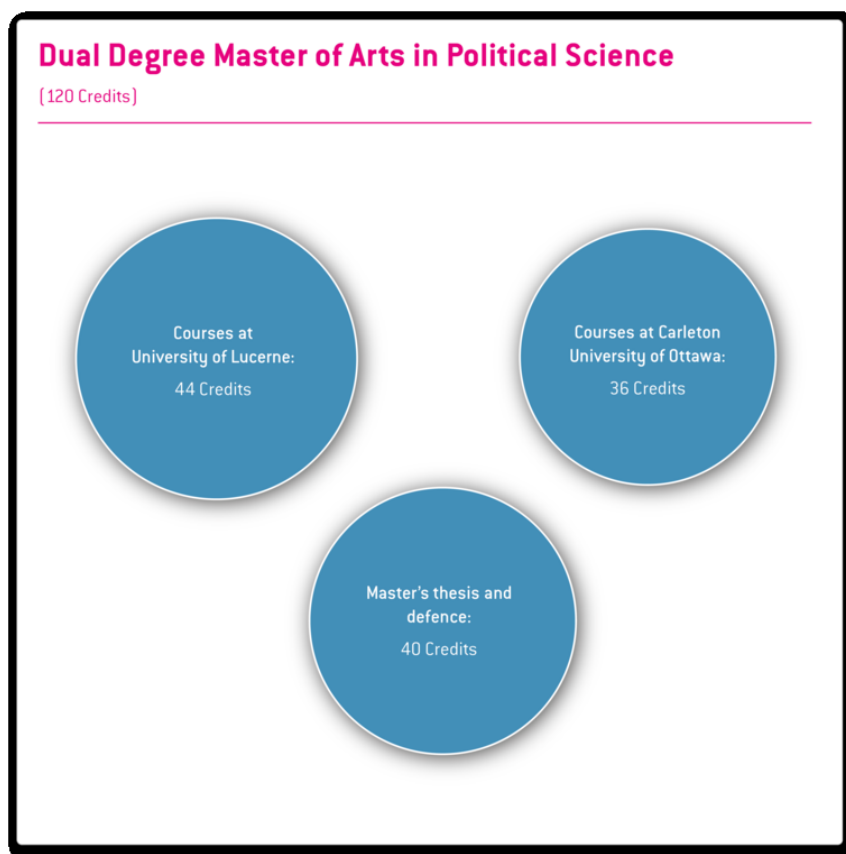 Dual Degree Master of Arts in Political Science
(120 Credits)
Courses at
University of Lucerne:
44 Credits
Courses at Carleton
University of Ottawa:
36 Credits
Master's thesis and
defence:
40 Credits